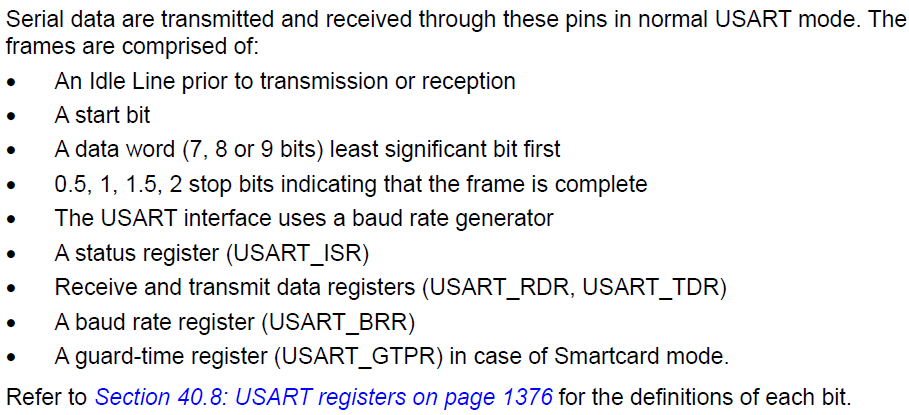 Serial data are transmitted and received through these pins in normal USART mode. The
frames are comprised of:
• An Idle Line prior to transmission or reception
• A start bit
• A data word (7, 8 or 9 bits) least significant bit first
• 0.5, 1, 1.5, 2 stop bits indicating that the frame is complete
• The USART interface uses a baud rate generator
• A status register (USART_ISR)
• Receive and transmit data registers (USART_RDR, USART_TDR)
• A baud rate register (USART_BRR)
• A guard-time register (USART_GTPR) in case of Smartcard mode.
Refer to Section 40.8: USART registers on page 1376 for the definitions of each bit.